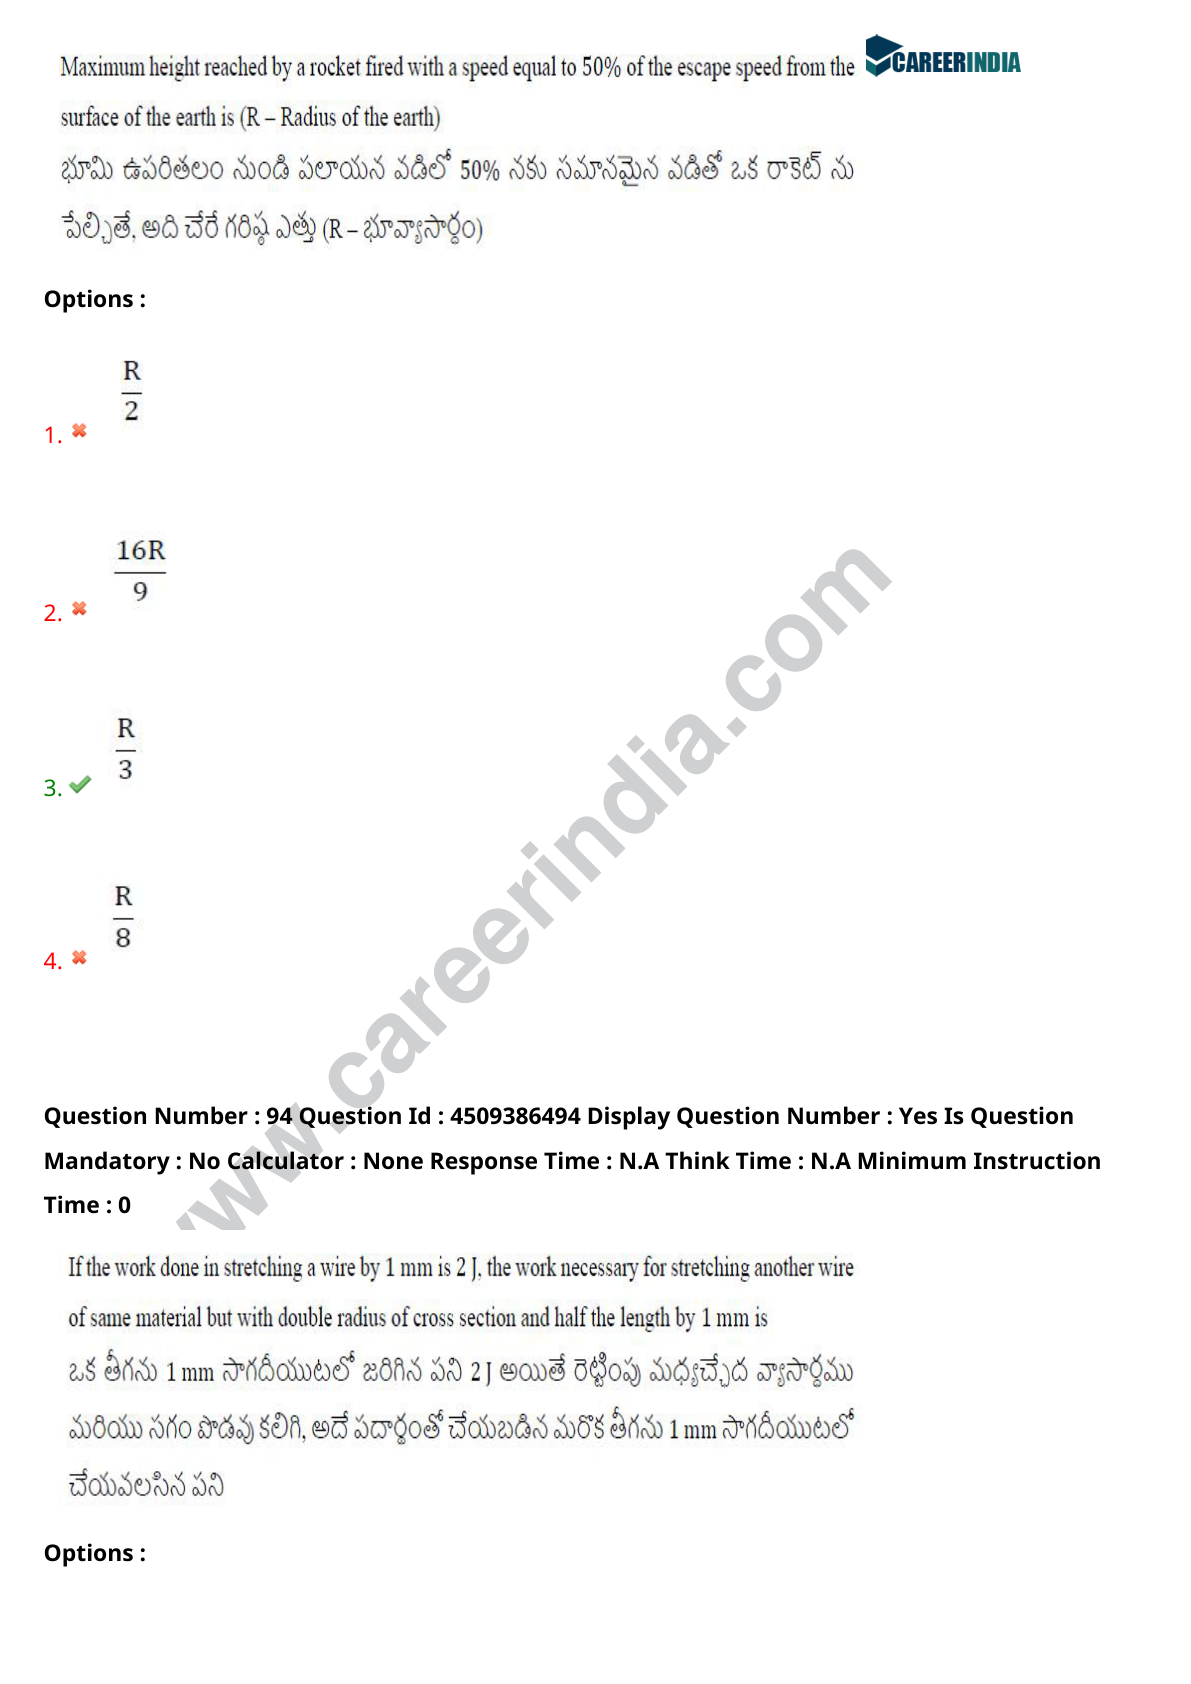 Maximum height reached by a rocket fired with a speed equal to 50% of the escape speed from the
CAREERINDIA
surface of the earth is (R – Radius of the earth)
భూమి ఉపరితలం నుండి పలాయన వడిలో 50% నకు సమానమైన వడితో ఒక రాకెట్ ను
పేల్చితే, అది చేరే గరిష్ఠ ఎత్తు (R – భూవ్యాసార్ధం)
Options :
R
2
1.
16R
9
2.
R
3
3.
R
8
4.
www.careerindia.com
Question Number : 94 Question Id : 4509386494 Display Question Number : Yes Is Question
Mandatory : No Calculator : None Response Time : N.A Think Time : N.A Minimum Instruction
Time : 0
If the work done in stretching a wire by 1 mm is 2 J, the work necessary for stretching another wire
of same material but with double radius of cross section and half the length by 1 mm is
ఒక తీగను 1 mm సాగదీయుటలో జరిగిన పని 2 J అయితే రెట్టింపు మధ్యచ్ఛేద వ్యాసార్ధము
మరియు సగం పొడవు కలిగి, అదే పదార్థంతో చేయబడిన మరొక తీగను 1 mm సాగదీయుటలో
చేయవలసిన పని
Options :